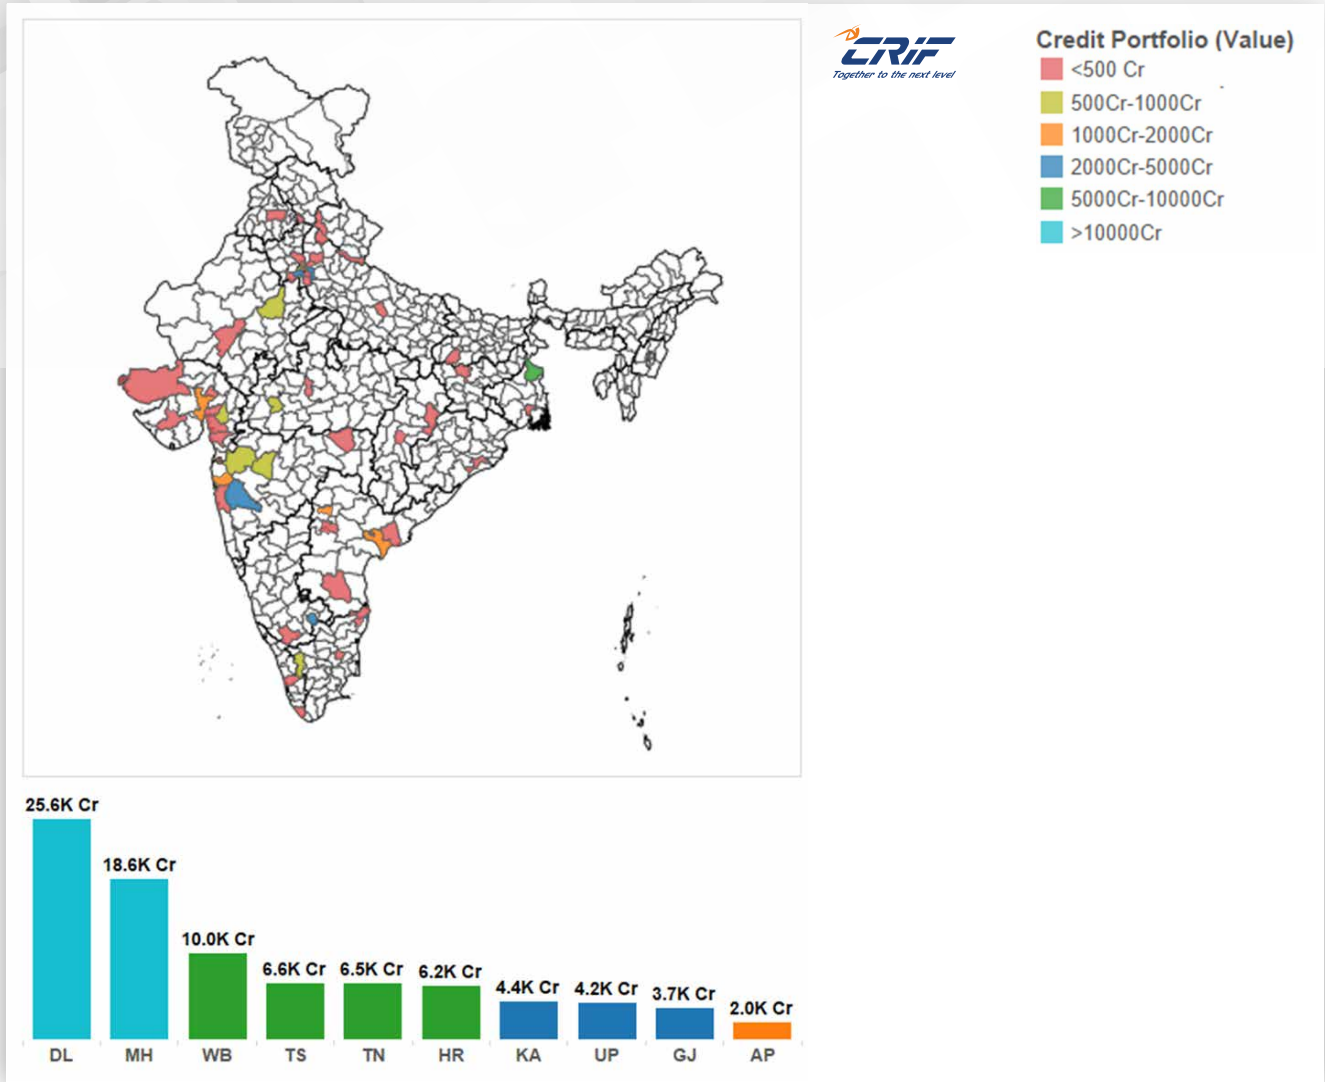 CRIF
Together to the next level
Credit Portfolio (Value)
<500 Cr
500Cr-1000Cr
1000Cr-2000Cr
2000Cr-5000Cr
5000Cr-10000Cr
>10000Cr
25.6K Cr
18.6K Cr
10.0K Cr
6.6K Cr
6.5K Cr
6.2K Cr
4.4K Cr
4.2K Cr
3.7K Cr
2.0K Cr
DL MH WB TS TN HR KA UP GJ AP